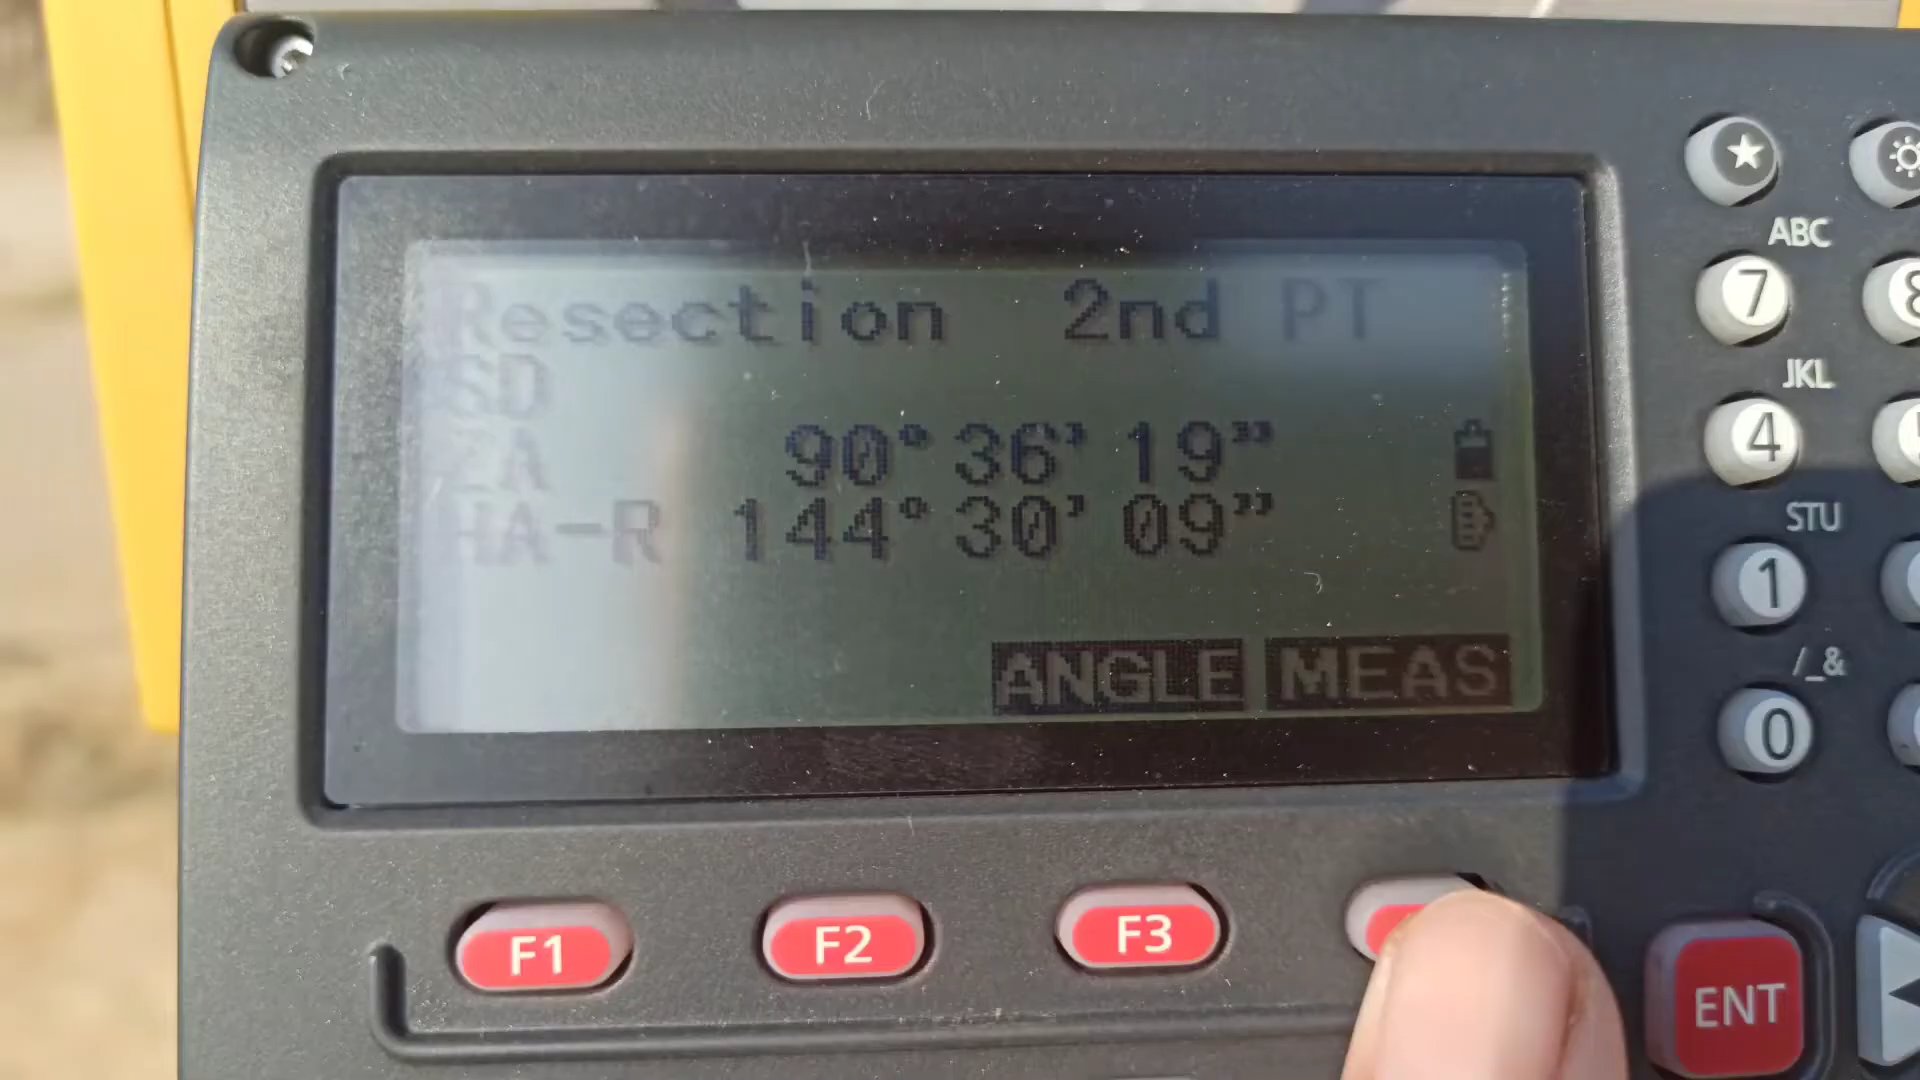 Resection 2nd PT
SD
ZA 90° 36' 19"
HA-R 144° 30' 09"
ANGLE MEAS
F1 F2 F3
ABC
7 8
JKL
4
STU
1
/_&
0
ENT